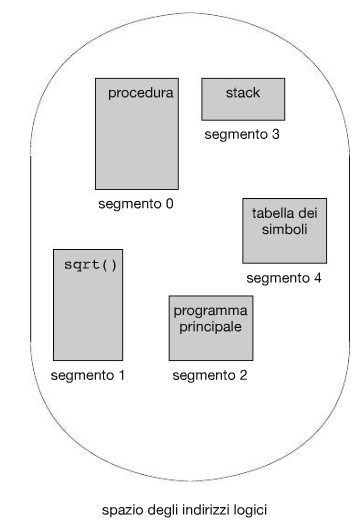 procedura
segmento 0
stack
segmento 3
tabella dei
simboli
segmento 4
sqrt()
segmento 1
programma
principale
segmento 2
spazio degli indirizzi logici